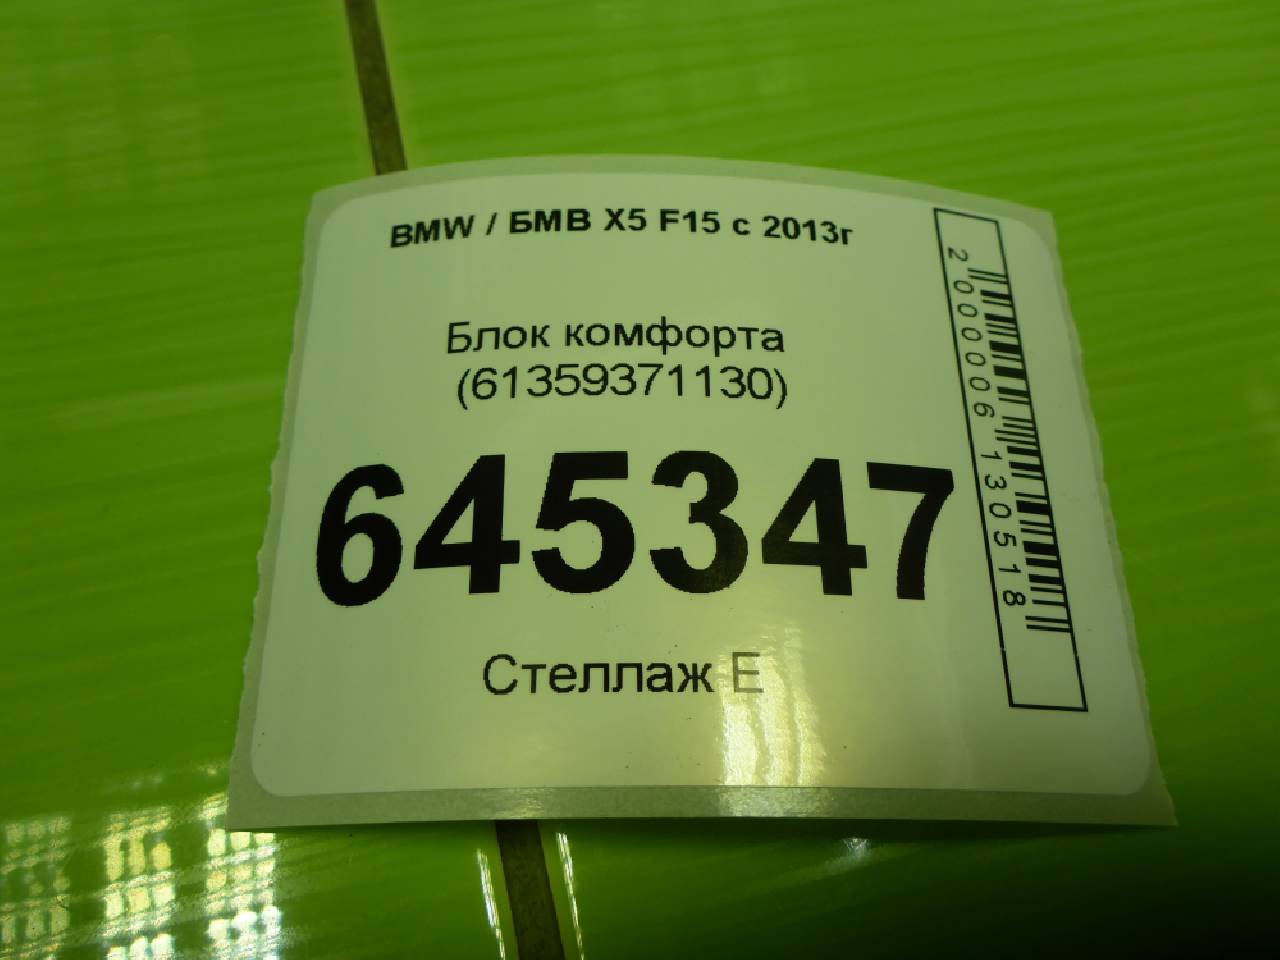 BMW / БМВ X5 F15 с 2013г
Блок комфорта
(61359371130)
645347
Стеллаж E
2000006130518